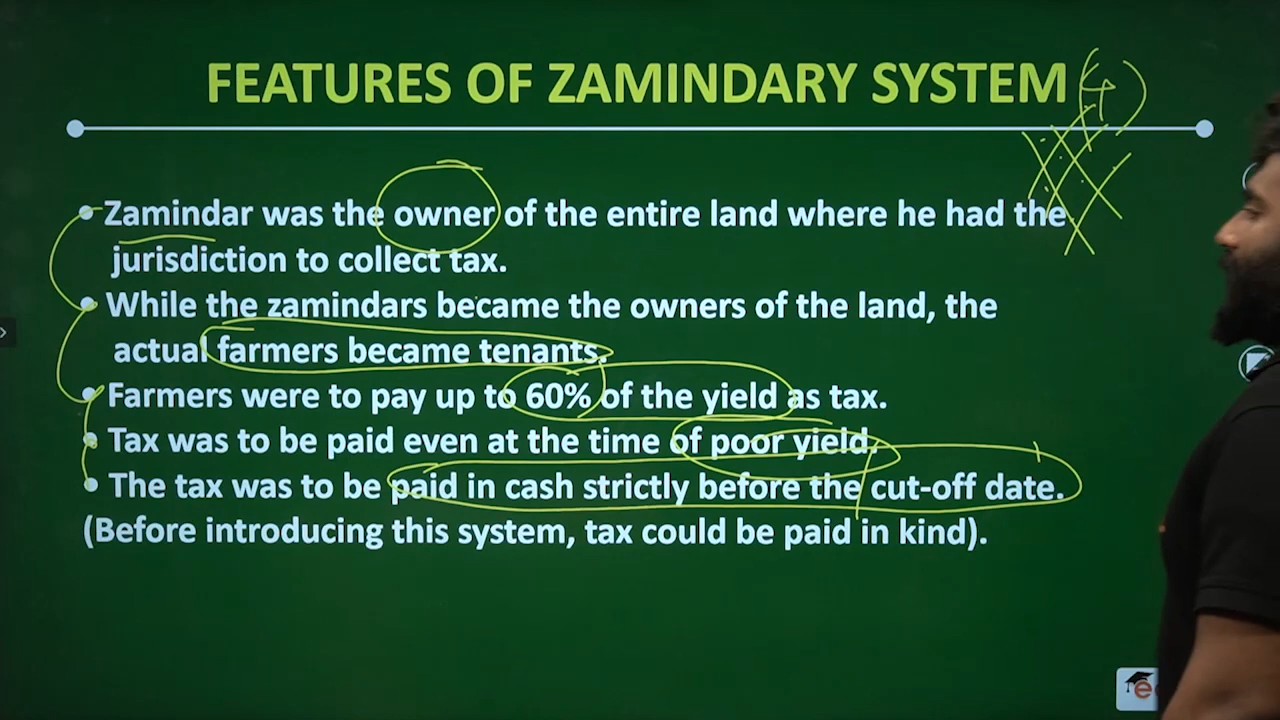 FEATURES OF ZAMINDARY SYSTEM (4)
• Zamindar was the owner of the entire land where he had the
jurisdiction to collect tax.
• While the zamindars became the owners of the land, the
actual farmers became tenants.
• Farmers were to pay up to 60% of the yield as tax.
• Tax was to be paid even at the time of poor yield.
• The tax was to be paid in cash strictly before the cut-off date.
(Before introducing this system, tax could be paid in kind).
e